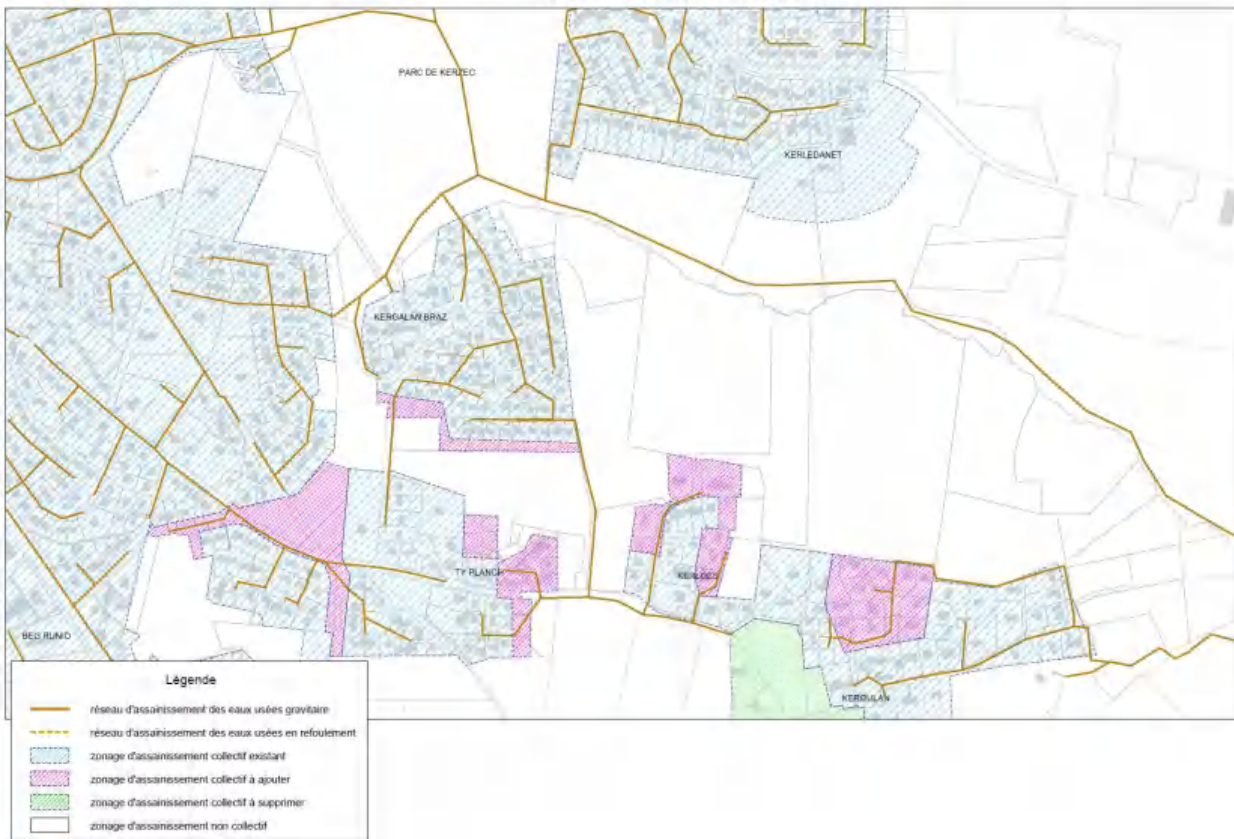 PARC DE KERZEC
KERLEDANET
KERGALAN BRAZ
TY PLANCH
KERLOES
BEG RUNIO
KEROULAN
Légende
réseau d'assainissement des eaux usées gravitaire
réseau d'assainissement des eaux usées en refoulement
zonage d'assainissement collectif existant
zonage d'assainissement collectif à ajouter
zonage d'assainissement collectif à supprimer
zonage d'assainissement non collectif